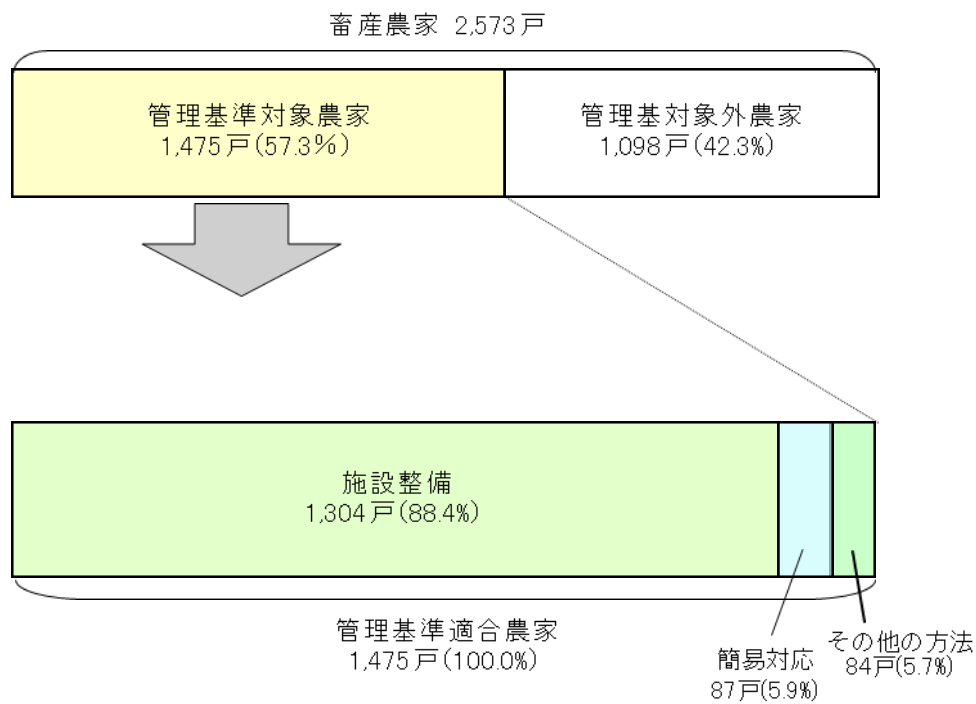 畜産農家 2,573戸
管理基準対象農家
1,475戸(57.3%)
管理基対象外農家
1,098戸(42.3%)
施設整備
1,304戸(88.4%)
管理基準適合農家
1,475戸(100.0%)
簡易対応
87戸(5.9%)
その他の方法
84戸(5.7%)